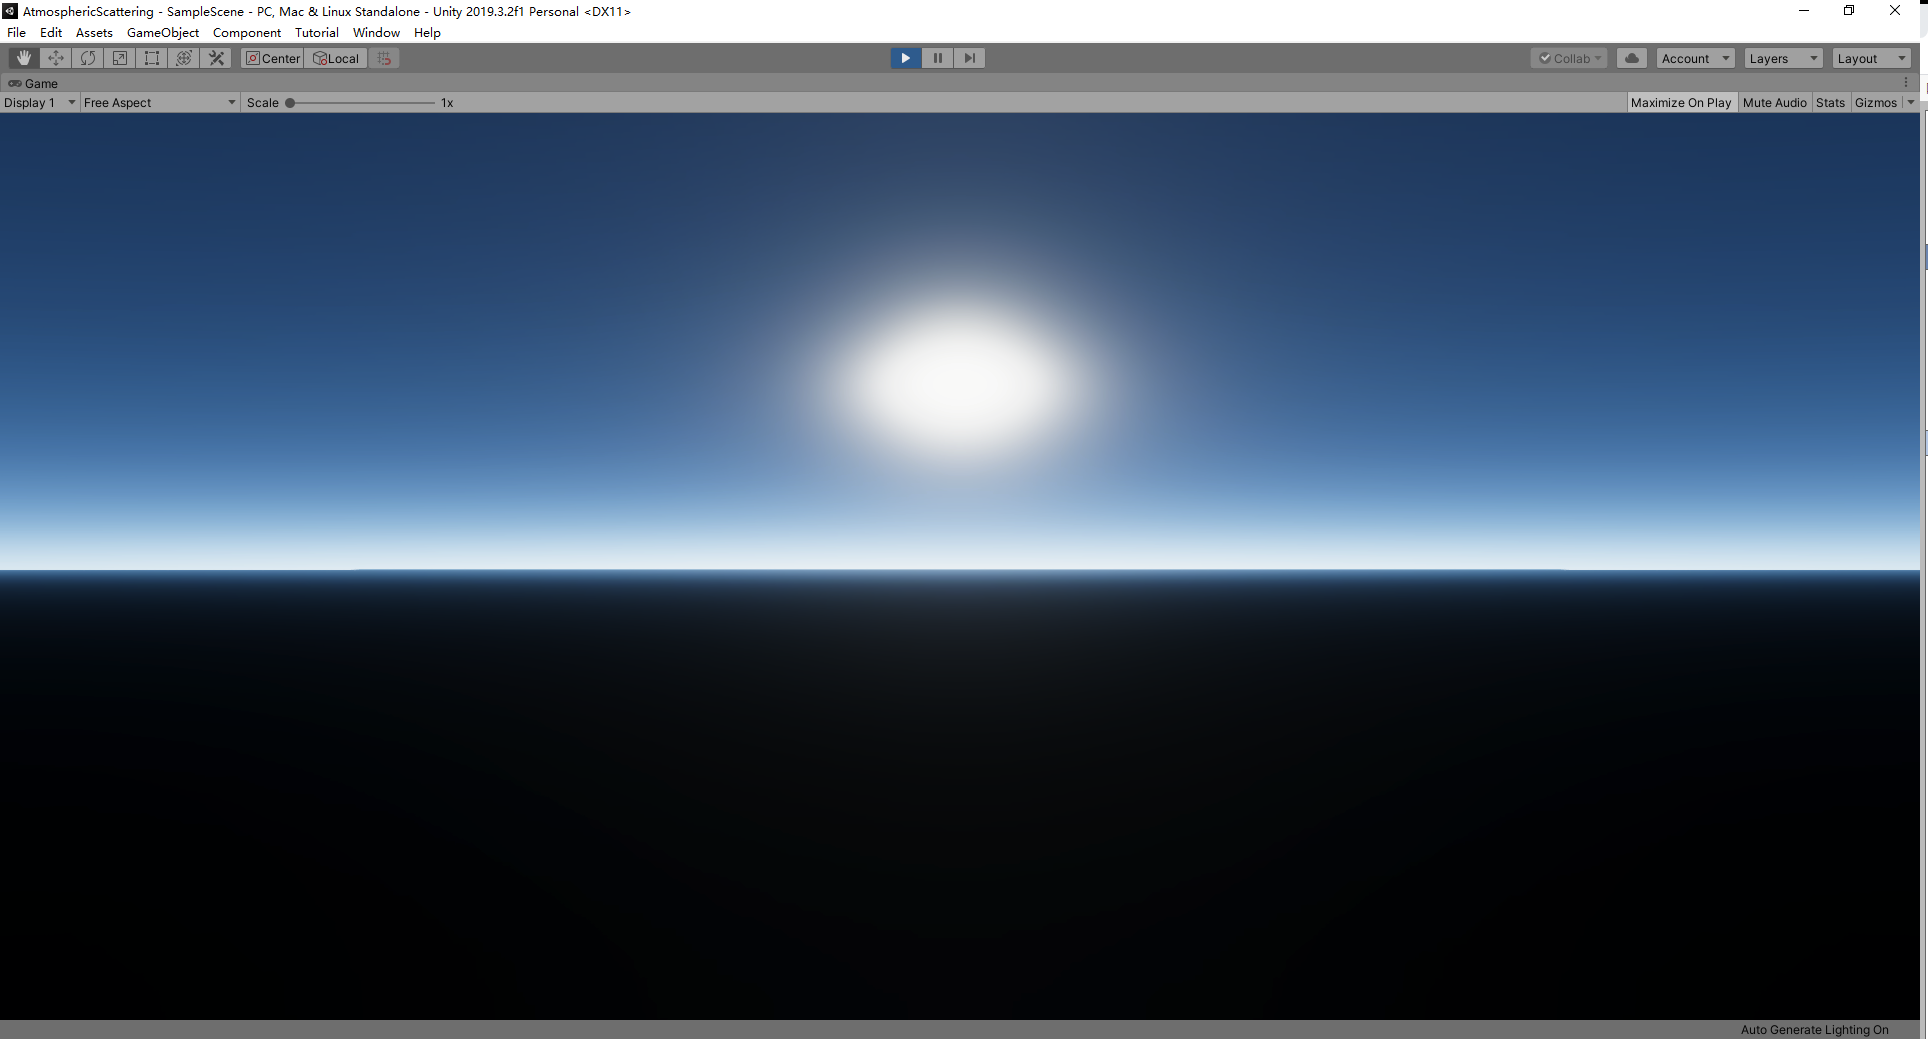 AtmosphericScattering - SampleScene - PC, Mac & Linux Standalone - Unity 2019.3.2f1 Personal <DX11>
File Edit Assets GameObject Component Tutorial Window Help
Center Local Collab Account Layers Layout
Game
Display 1 Free Aspect Scale 1x Maximize On Play Mute Audio Stats Gizmos
Auto Generate Lighting On